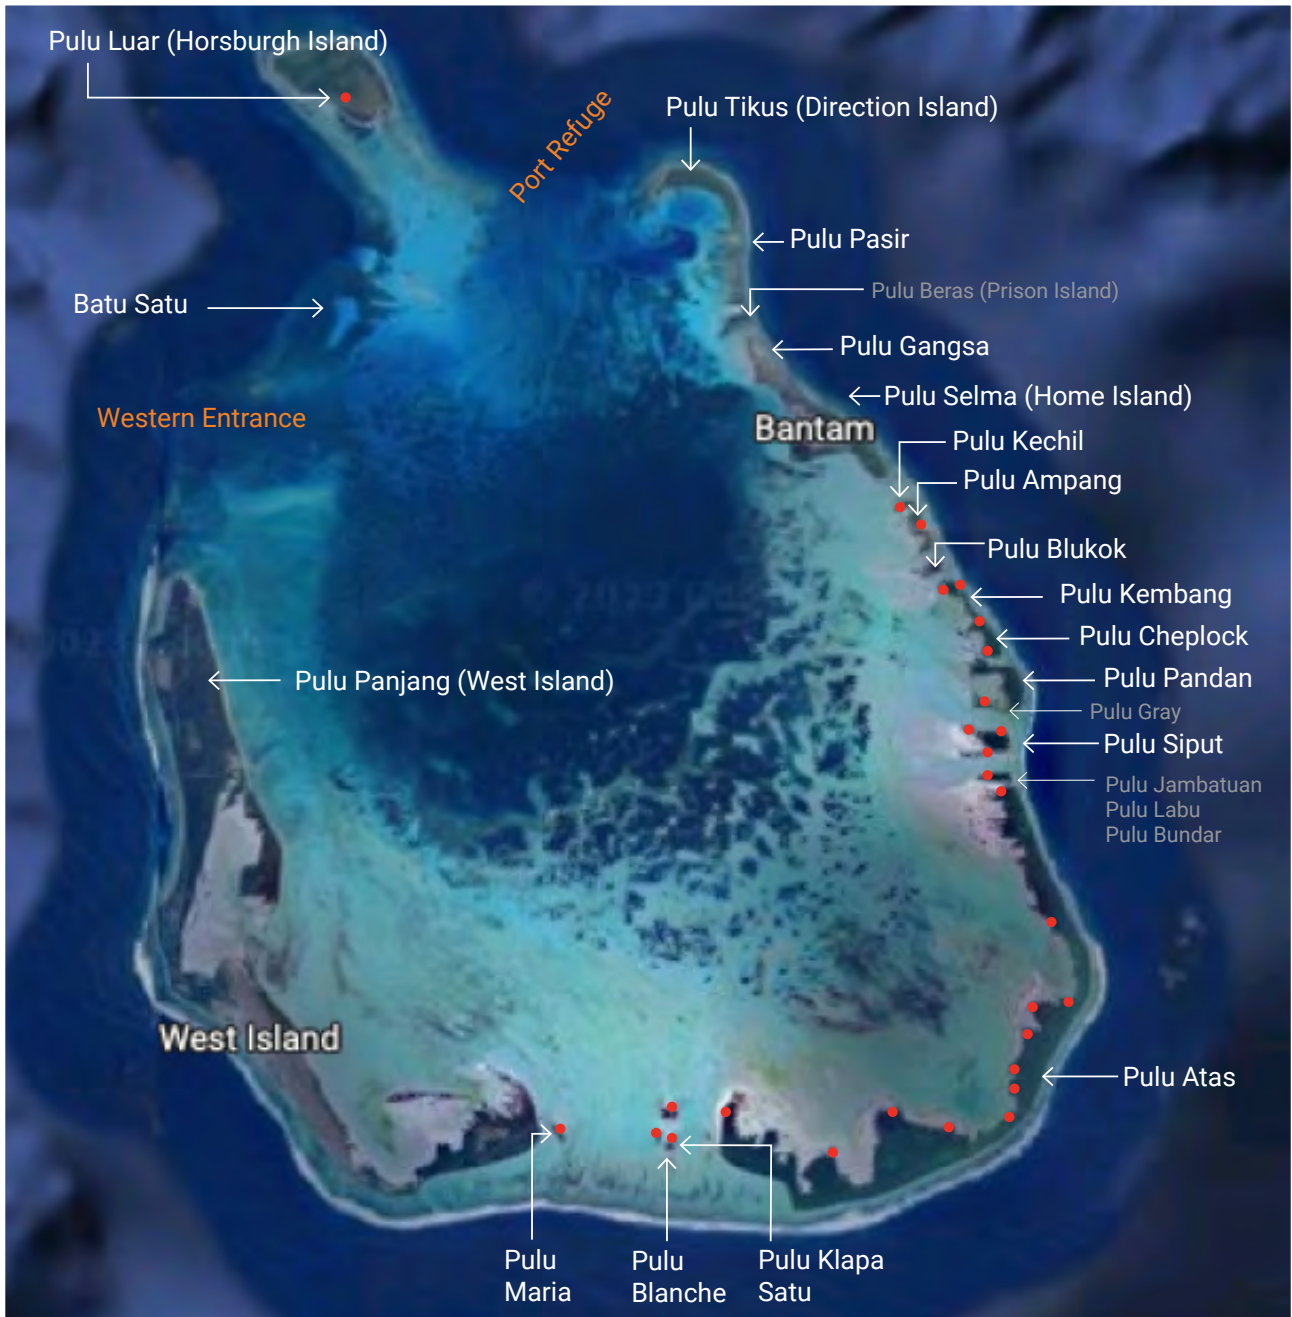 Pulu Luar (Horsburgh Island)
Port Refuge
Pulu Tikus (Direction Island)
Pulu Pasir
Pulu Beras (Prison Island)
Batu Satu
Pulu Gangsa
Pulu Selma (Home Island)
Western Entrance
Bantam
Pulu Kechil
Pulu Ampang
Pulu Blukok
Pulu Kembang
Pulu Cheplock
Pulu Panjang (West Island)
Pulu Pandan
Pulu Gray
Pulu Siput
Pulu Jambatuan
Pulu Labu
Pulu Bundar
West Island
Pulu Atas
Pulu
Maria
Pulu
Blanche
Pulu Klapa
Satu